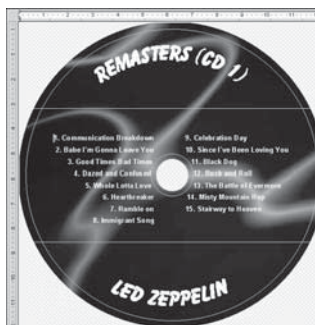 REMASTERS (CD 1)
1. Communication Breakdown
2. Babe I'm Gonna Leave You
3. Good Times Bad Times
4. Dazed and Confused
5. Whole Lotta Love
6. Heartbreaker
7. Ramble on
8. Immigrant Song
9. Celebration Day
10. Since I've Been Loving You
11. Black Dog
12. Rock and Roll
13. The Battle of Evermore
14. Misty Mountain Hop
15. Stairway to Heaven
LED ZEPPELIN